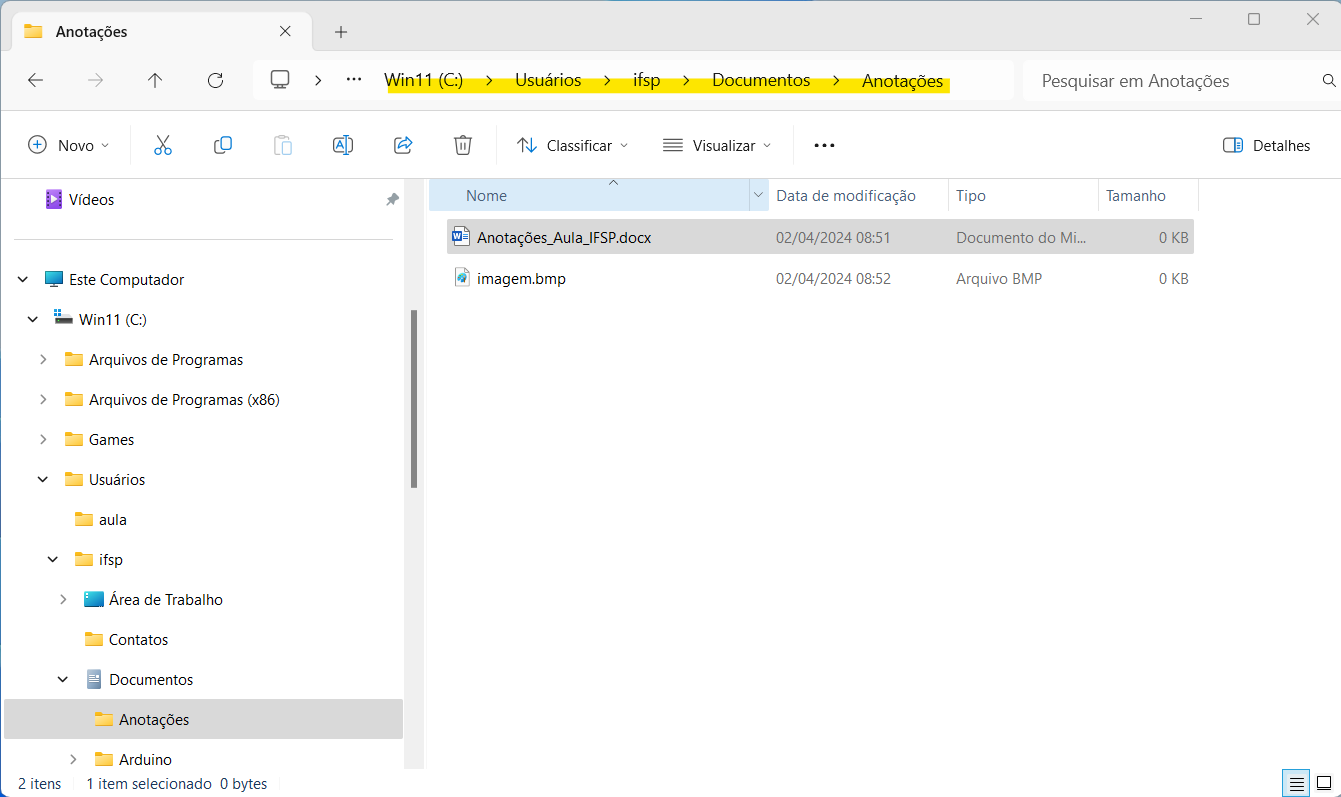 Anotações
Win11 (C:) Usuários ifsp Documentos Anotações
Pesquisar em Anotações
Novo Classificar Visualizar Detalhes
Vídeos
Este Computador
Win11 (C:)
Arquivos de Programas
Arquivos de Programas (x86)
Games
Usuários
aula
ifsp
Área de Trabalho
Contatos
Documentos
Anotações
Arduino
Nome Data de modificação Tipo Tamanho
Anotações_Aula_IFSP.docx 02/04/2024 08:51 Documento do Mi... 0 KB
imagem.bmp 02/04/2024 08:52 Arquivo BMP 0 KB
2 itens 1 item selecionado 0 bytes